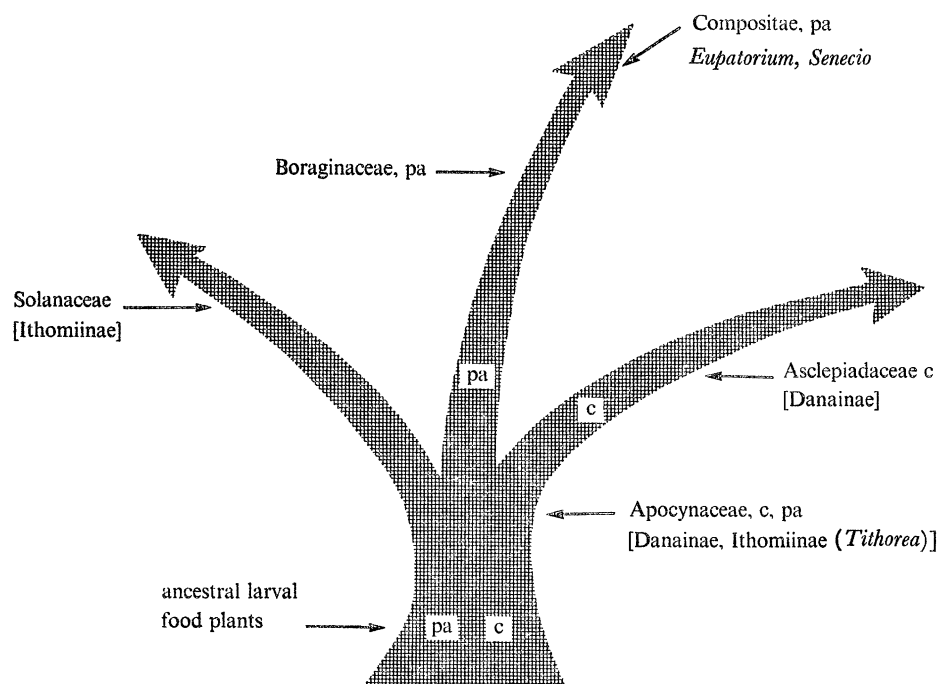 Compositae, pa
Eupatorium, Senecio
Boraginaceae, pa
Solanaceae
[Ithomiinae]
pa
Asclepiadaceae c
[Danainae]
c
Apocynaceae, c, pa
[Danainae, Ithomiinae (Tithorea)]
ancestral larval
food plants
pa
c